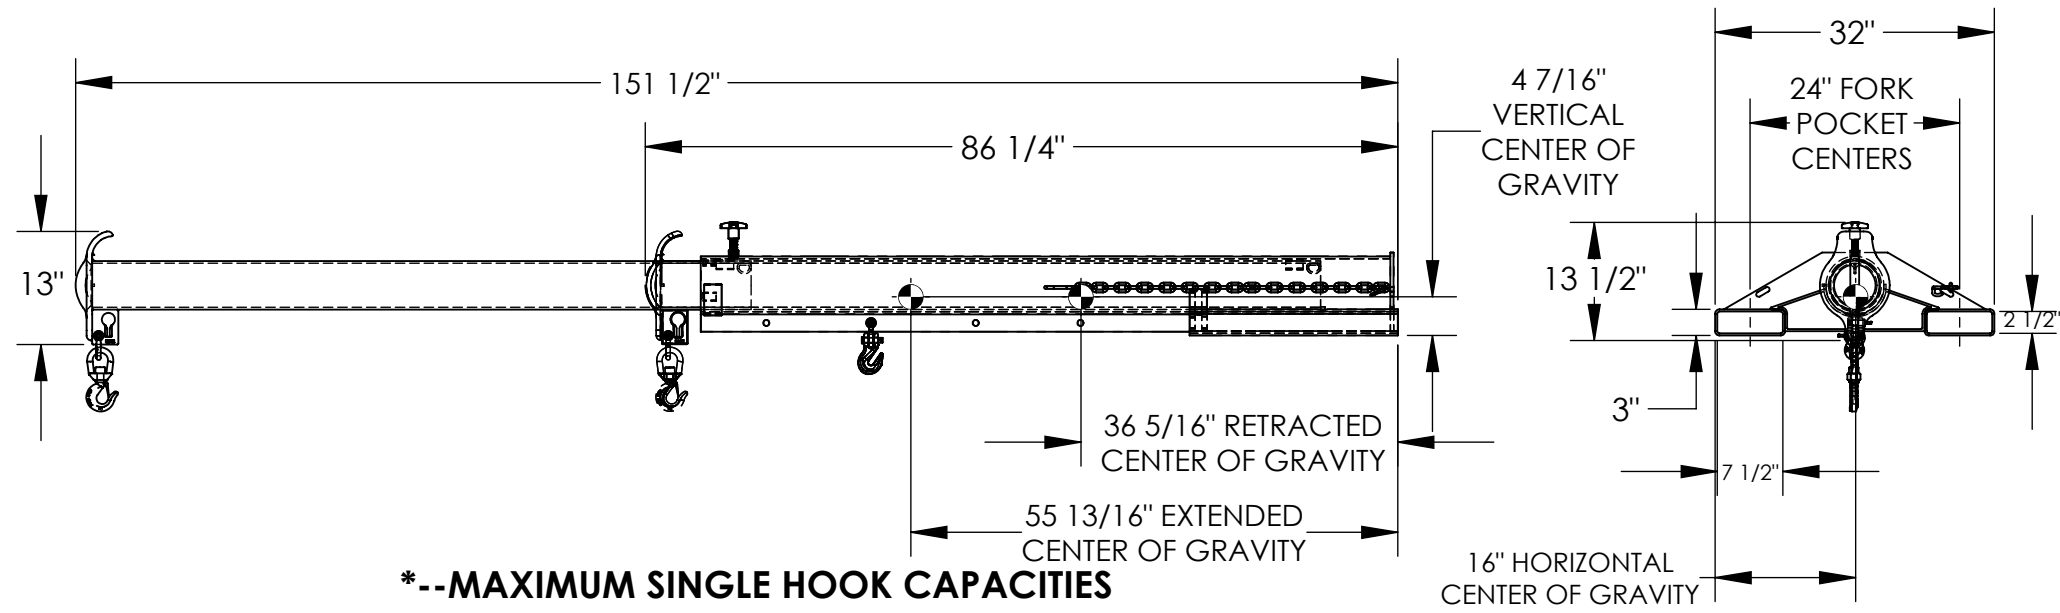 151 1/2"
86 1/4"
13"
4 7/16"
VERTICAL
CENTER OF
GRAVITY
32"
24" FORK
POCKET
CENTERS
13 1/2"
2 1/2"
3"
7 1/2"
36 5/16" RETRACTED
CENTER OF GRAVITY
55 13/16" EXTENDED
CENTER OF GRAVITY
16" HORIZONTAL
CENTER OF GRAVITY
*--MAXIMUM SINGLE HOOK CAPACITIES